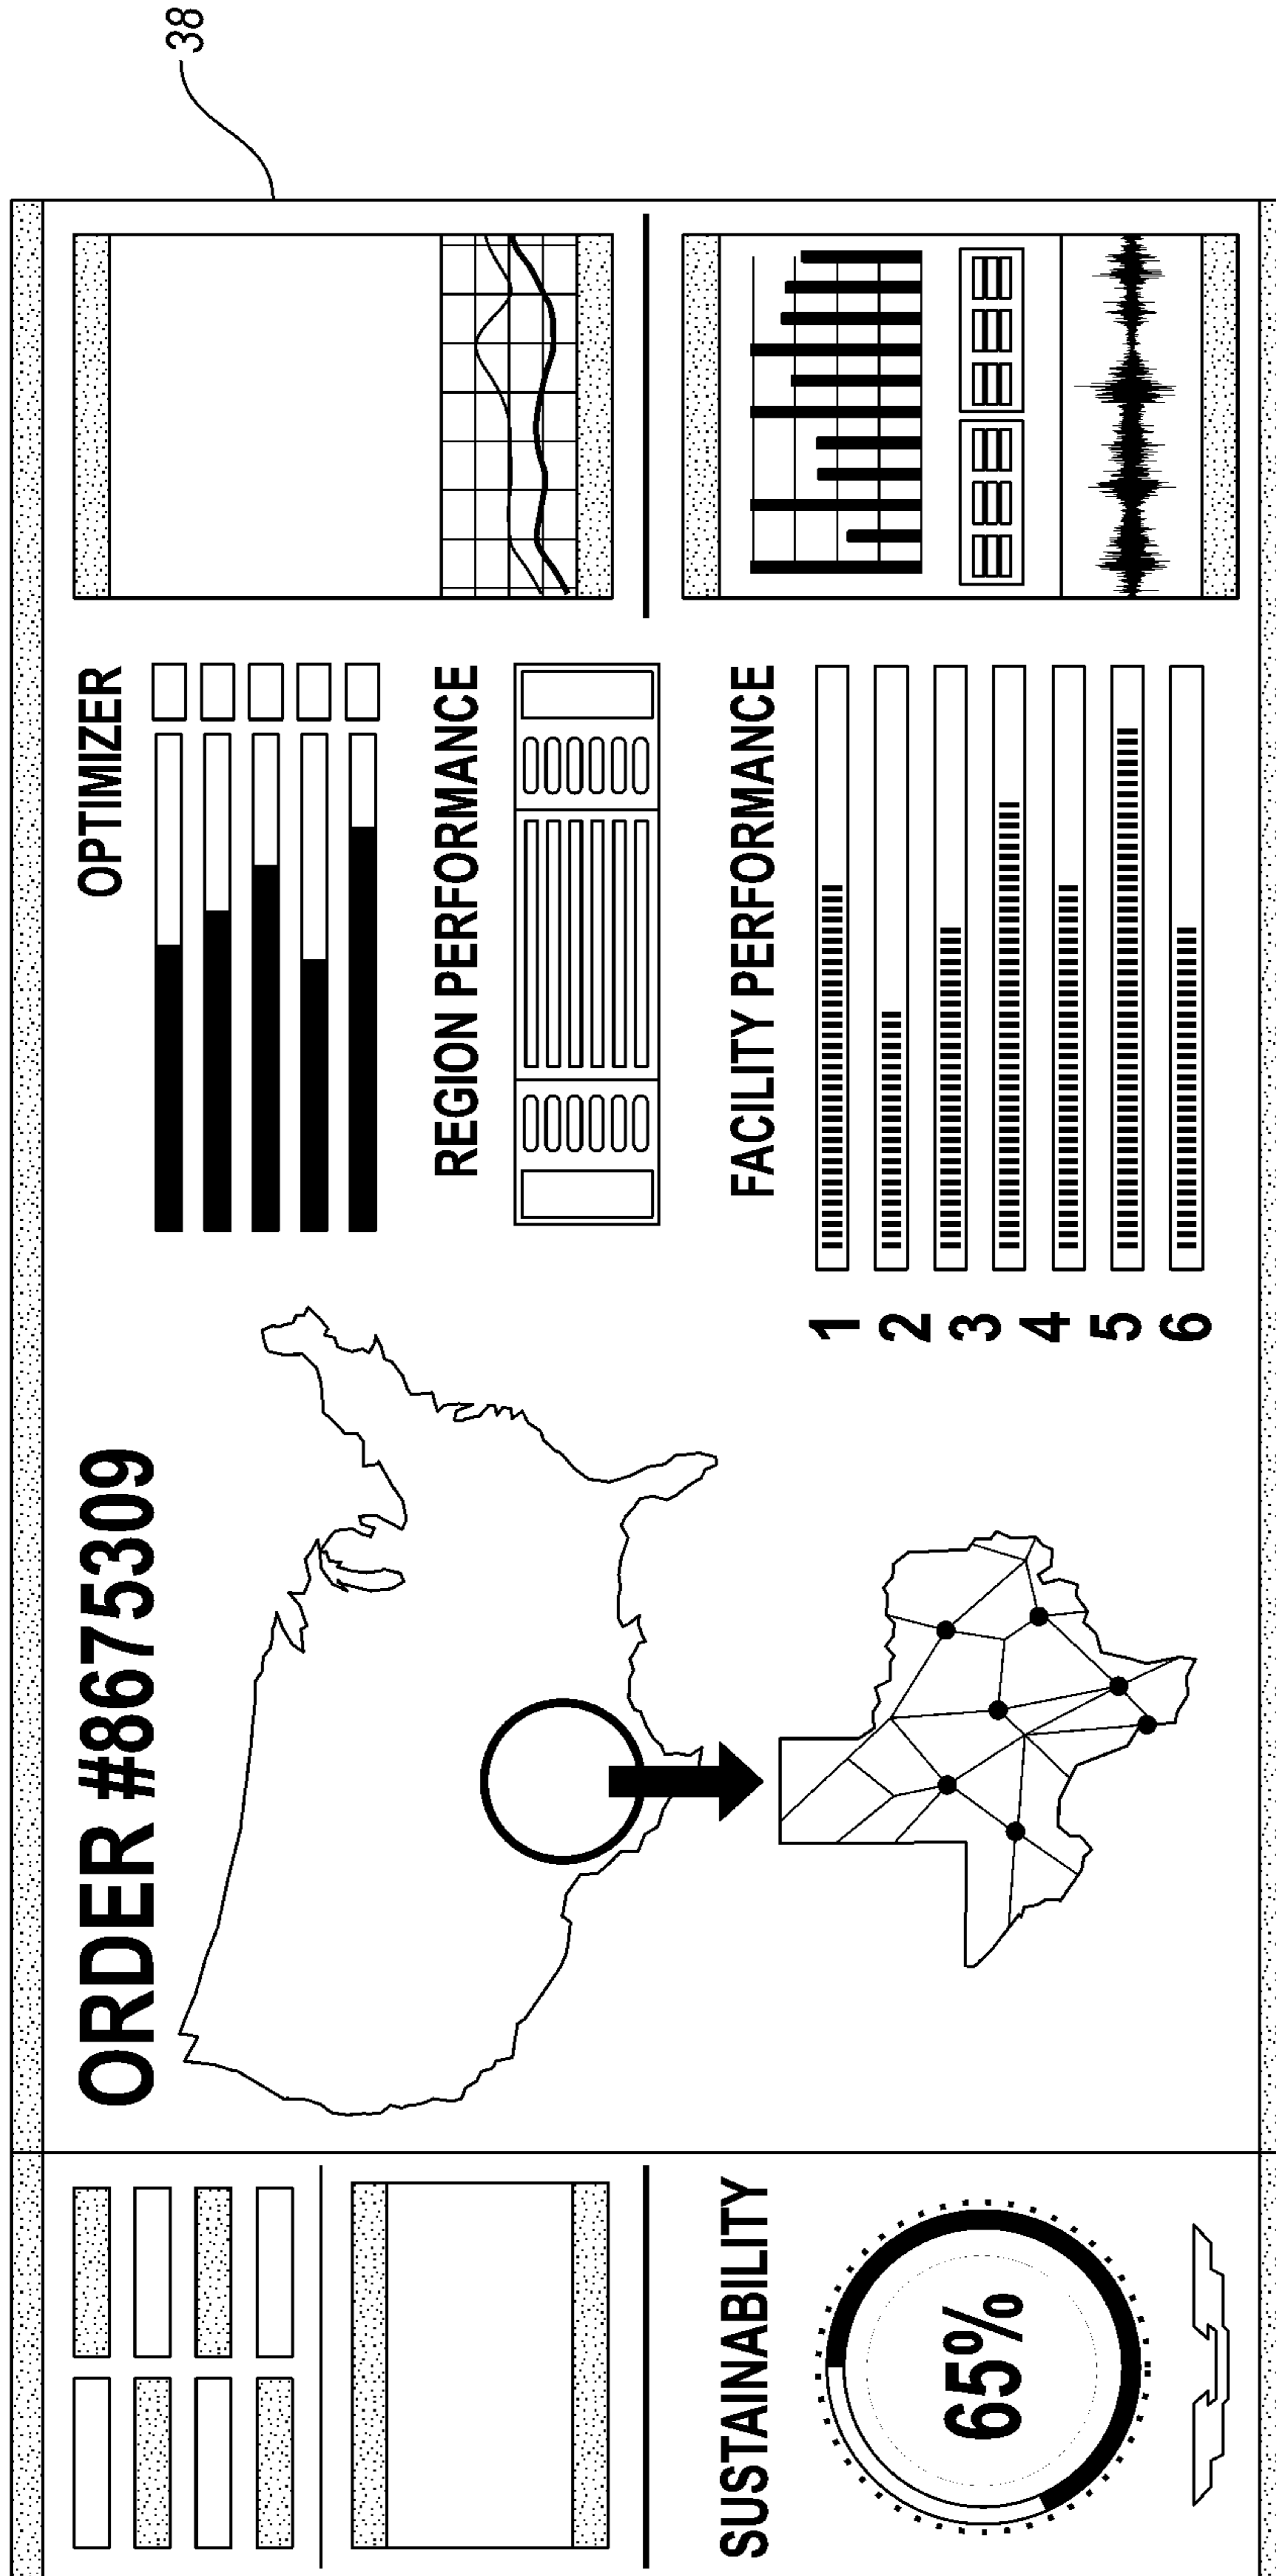 38
SUSTAINABILITY
65%
ORDER #8675309
OPTIMIZER
REGION PERFORMANCE
FACILITY PERFORMANCE
1
2
3
4
5
6